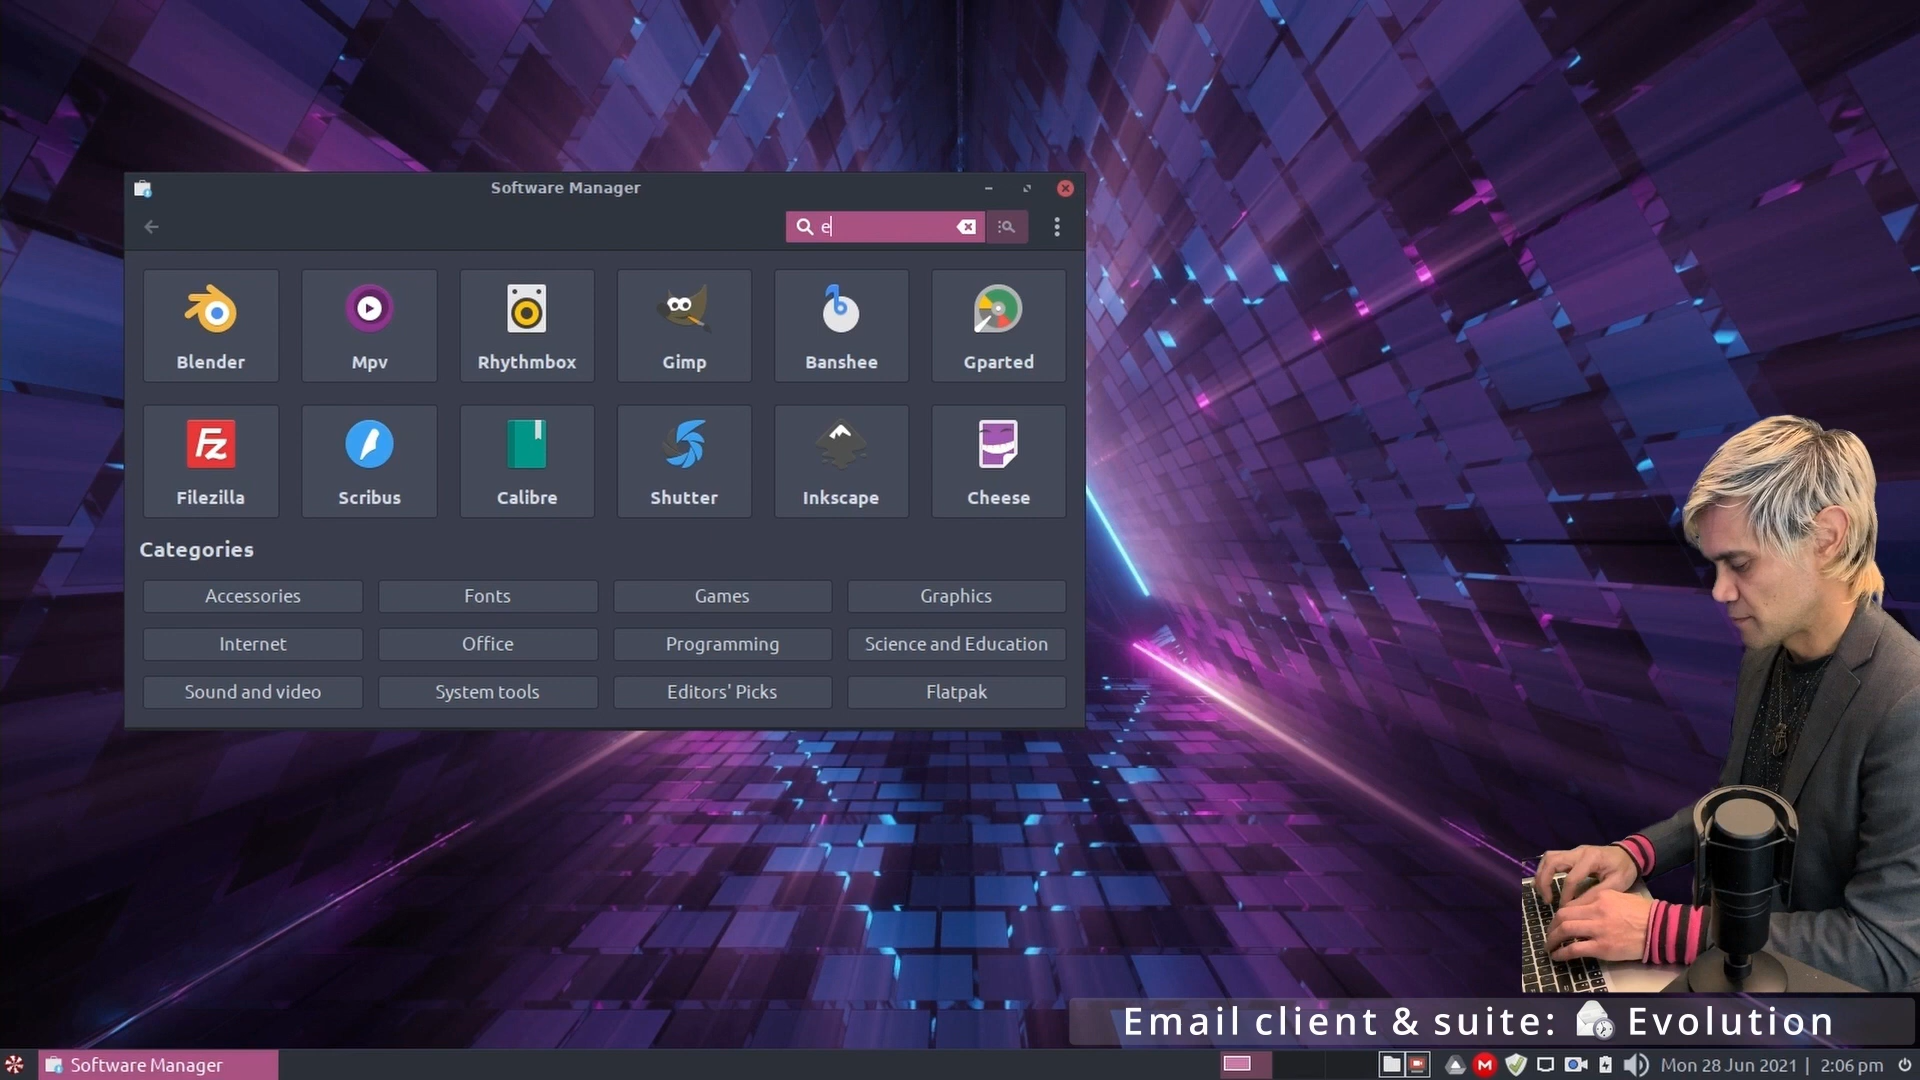 Software Manager
e
Blender
Mpv
Rhythmbox
Gimp
Banshee
Gparted
Filezilla
Scribus
Calibre
Shutter
Inkscape
Cheese
Categories
Accessories
Fonts
Games
Graphics
Internet
Office
Programming
Science and Education
Sound and video
System tools
Editors' Picks
Flatpak
Email client & suite: Evolution
Software Manager
Mon 28 Jun 2021 | 2:06 pm